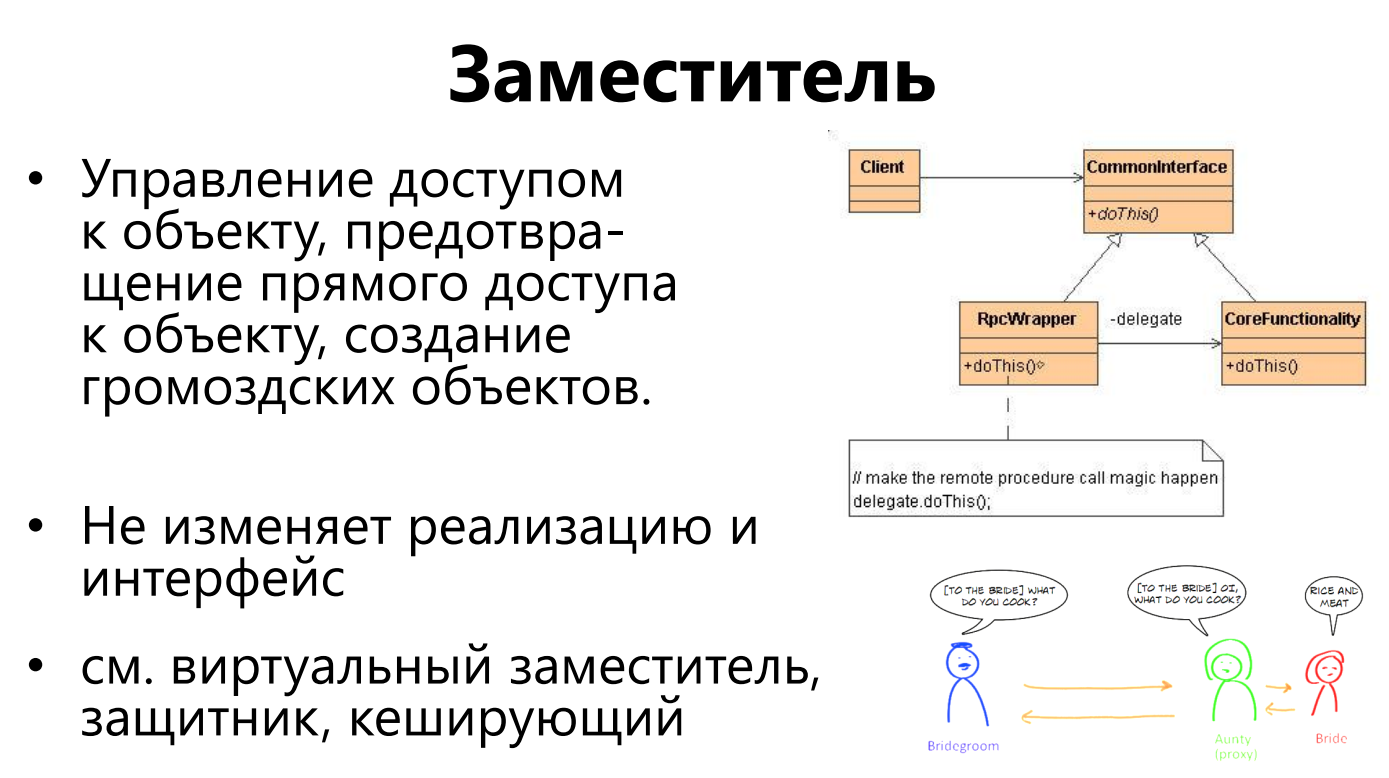 Заместитель
• Управление доступом
к объекту, предотвра-
щение прямого доступа
к объекту, создание
громоздских объектов.
• Не изменяет реализацию и
интерфейс
• см. виртуальный заместитель,
защитник, кеширующий
Client
CommonInterface
+doThis()
RpcWrapper
-delegate
CoreFunctionality
+doThis()
+doThis()
// make the remote procedure call magic happen
delegate.doThis();
[TO THE BRIDE] WHAT
DO YOU COOK?
[TO THE BRIDE] OI,
WHAT DO YOU COOK?
RICE AND
MEAT
Bridegroom
Aunty
(proxy)
Bride